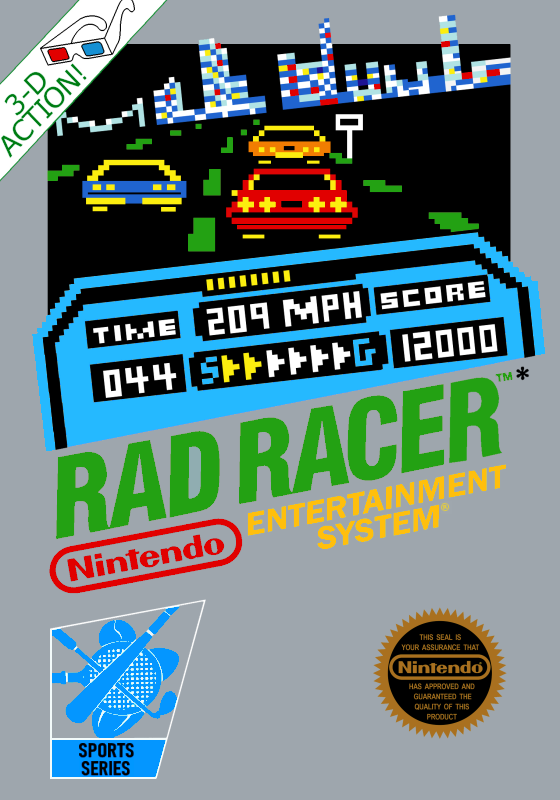 3-D
ACTION!
TIME
209 MPH
SCORE
044
S G
12000
RAD RACER™*
Nintendo
ENTERTAINMENT
SYSTEM®
SPORTS
SERIES
THIS SEAL IS
YOUR ASSURANCE THAT
Nintendo®
HAS APPROVED AND
GUARANTEED THE
QUALITY OF THIS
PRODUCT